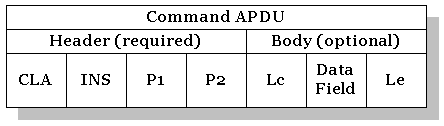 Command APDU
Header (required) Body (optional)
CLA INS P1 P2 Lc Data Field Le